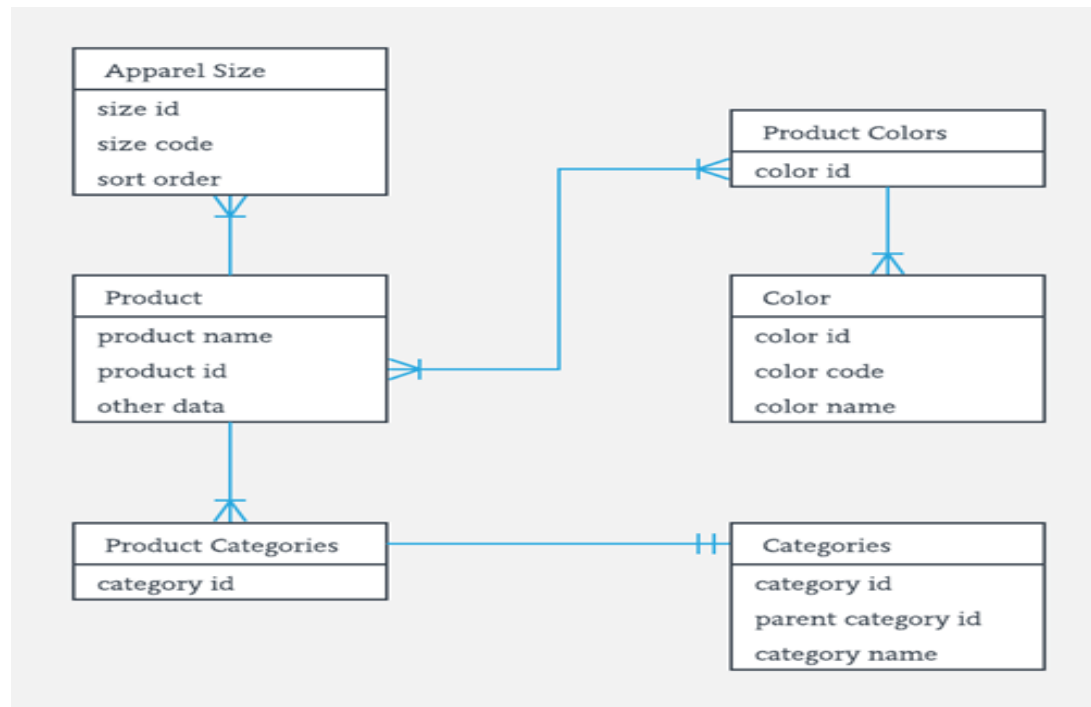 Apparel Size
size id
size code
sort order
Product
product name
product id
other data
Product Categories
category id
Product Colors
color id
Color
color id
color code
color name
Categories
category id
parent category id
category name